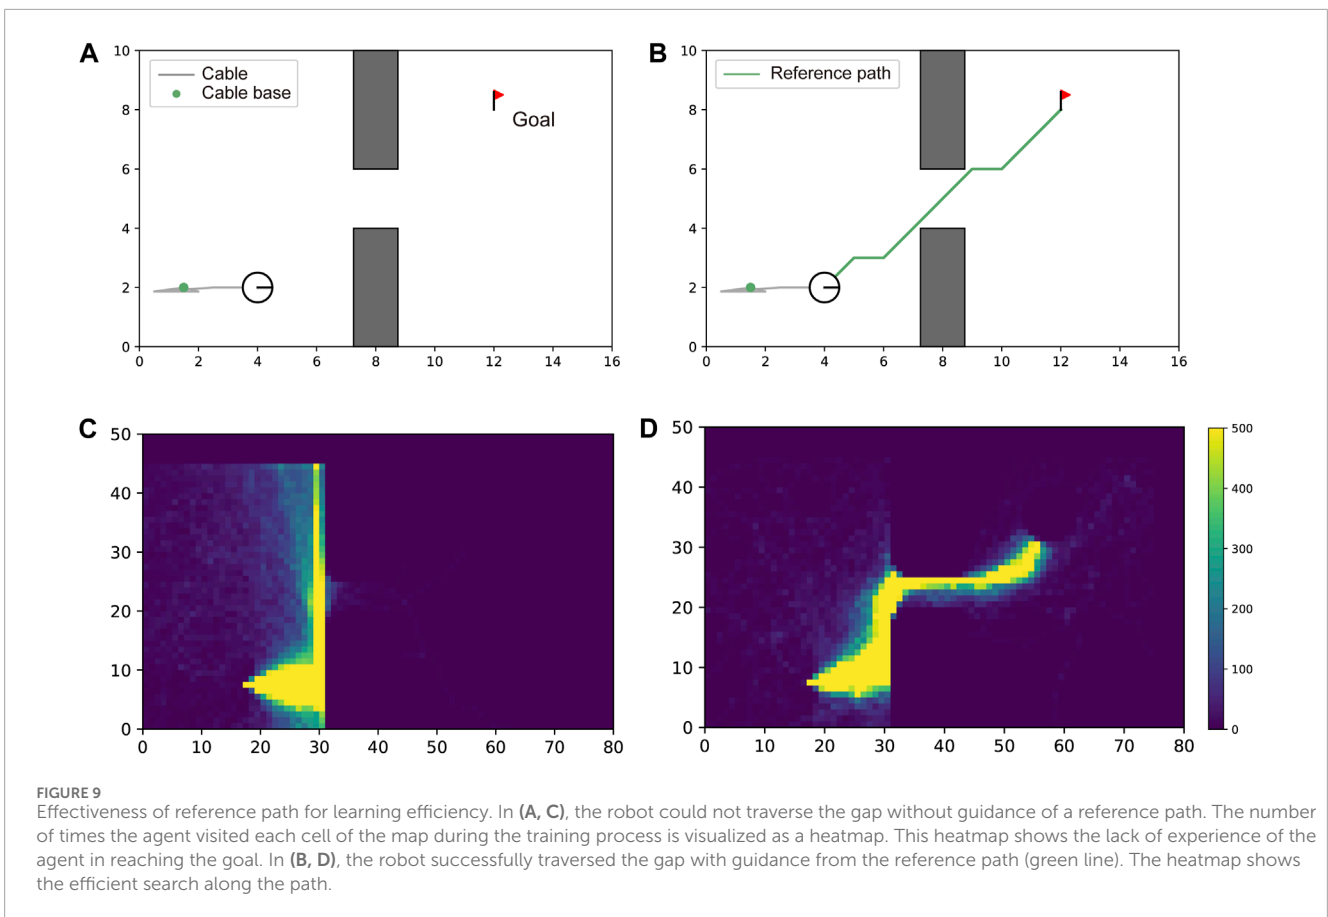 A
10
8
6
4
2
0
0 2 4 6 8 10 12 14 16
Cable
Cable base
Goal
B
10
8
6
4
2
0
0 2 4 6 8 10 12 14 16
Reference path
C
50
40
30
20
10
0
0 10 20 30 40 50 60 70 80
D
50
40
30
20
10
0
0 10 20 30 40 50 60 70 80
500
400
300
200
100
0
FIGURE 9
Effectiveness of reference path for learning efficiency. In (A, C), the robot could not traverse the gap without guidance of a reference path. The number
of times the agent visited each cell of the map during the training process is visualized as a heatmap. This heatmap shows the lack of experience of the
agent in reaching the goal. In (B, D), the robot successfully traversed the gap with guidance from the reference path (green line). The heatmap shows
the efficient search along the path.